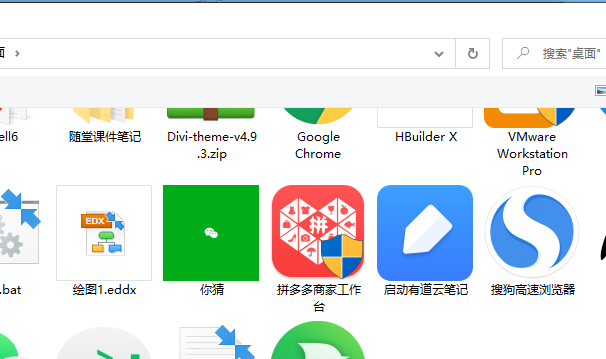 面
搜索"桌面"
ell6
随堂课件笔记
Divi-theme-v4.9
.3.zip
Google
Chrome
HBuilder X
VMware
Workstation
Pro
EDX
拼
.bat
绘图1.eddx
你猜
拼多多商家工作
台
启动有道云笔记
搜狗高速浏览器